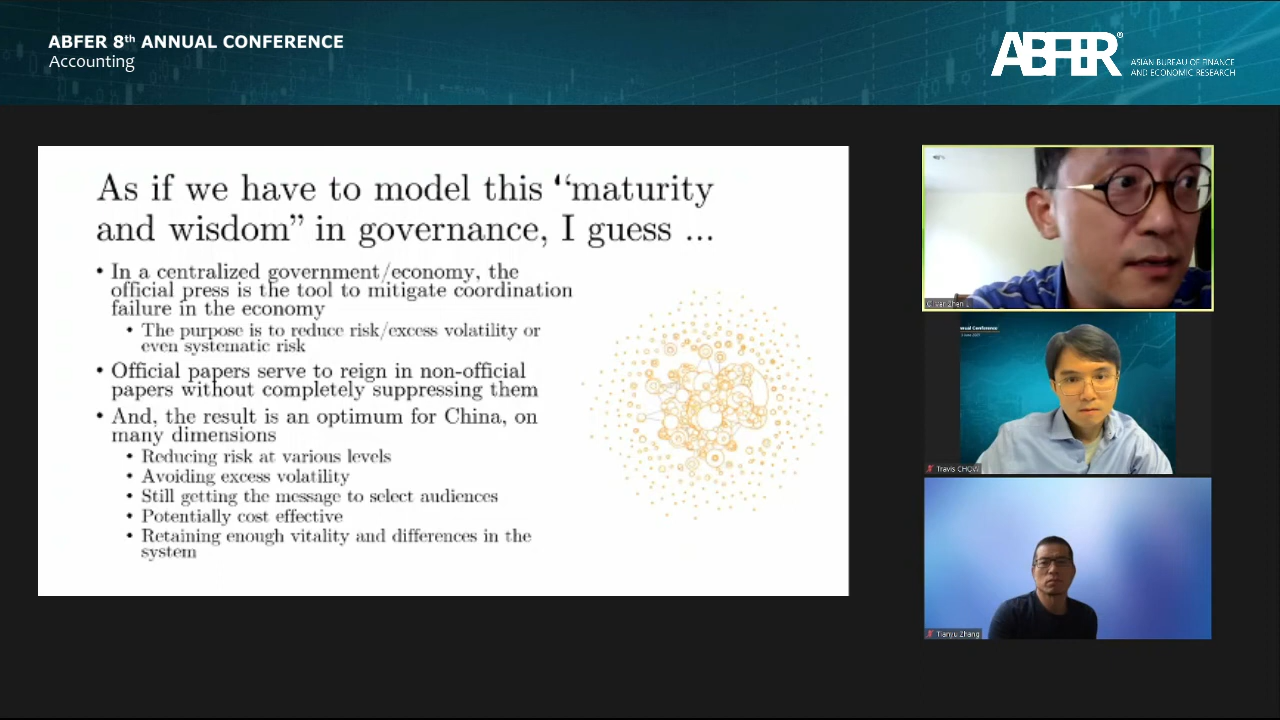 ABFER 8th ANNUAL CONFERENCE
Accounting
ABFER®
ASIAN BUREAU OF FINANCE
AND ECONOMIC RESEARCH
As if we have to model this “maturity
and wisdom” in governance, I guess ...
• In a centralized government/economy, the
official press is the tool to mitigate coordination
failure in the economy
• The purpose is to reduce risk/excess volatility or
even systematic risk
• Official papers serve to reign in non-official
papers without completely suppressing them
• And, the result is an optimum for China, on
many dimensions
• Reducing risk at various levels
• Avoiding excess volatility
• Still getting the message to select audiences
• Potentially cost effective
• Retaining enough vitality and differences in the
system
Zhen
nual Conference
Travis CHOW
Tianyu Zhang